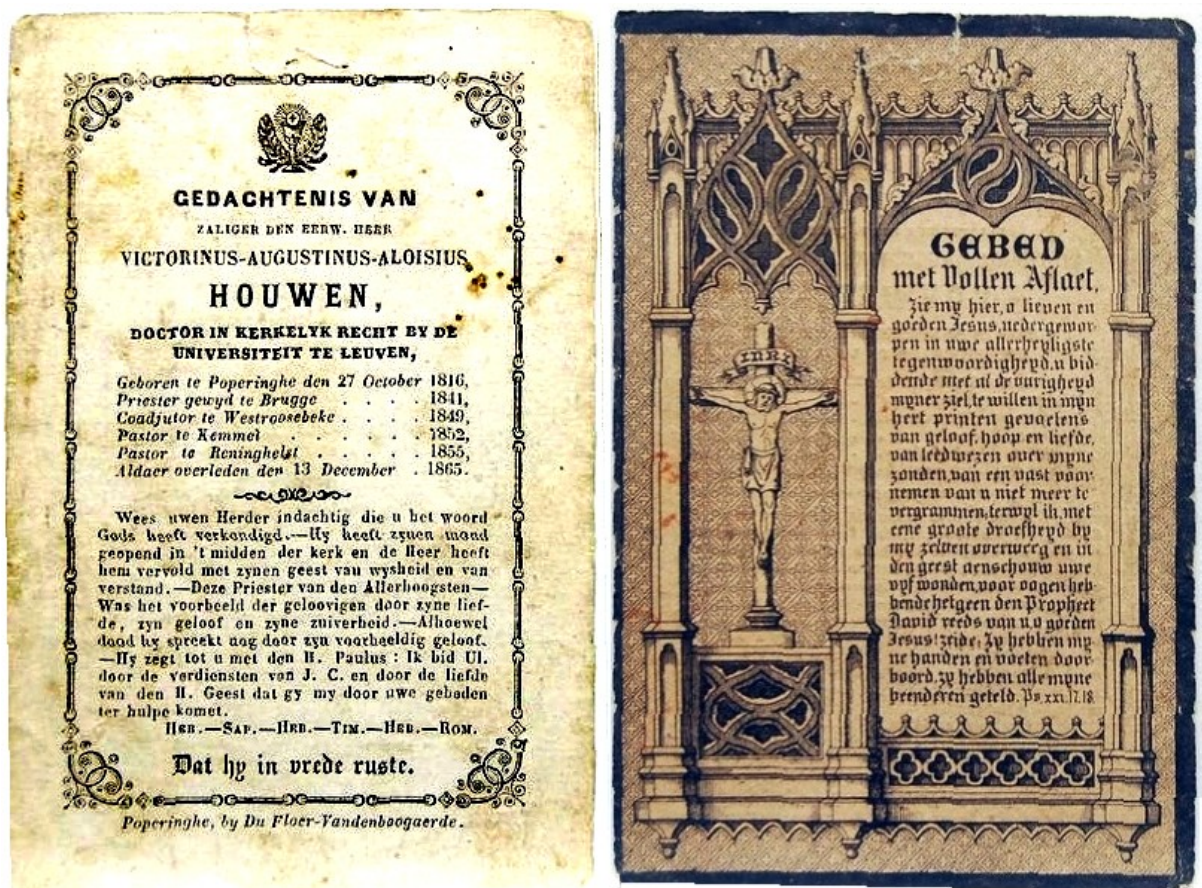 GEDACHTENIS VAN
ZALIGER DEN EERW. HEER
VICTORINUS-AUGUSTINUS-ALOISIUS
HOUWEN,
DOCTOR IN KERKELYK RECHT BY DE
UNIVERSITEIT TE LEUVEN,
Geboren te Poperinghe den 27 October 1816,
Priester gewyd te Brugge . . . . 1841,
Coadjutor te Westroosebeke . . . . 1849,
Pastor te Kemmel . . . . . . 1852,
Pastor te Reninghelst . . . . . 1855,
Aldaer overleden den 13 December . 1865.
Wees uwen Herder indachtig die u het woord
Gods heeft verkondigd.—Hy heeft zynen mond
geopend in 't midden der kerk en de Heer heeft
hem vervold met zynen geest van wysheid en van
verstand.—Deze Priester van den Allerhoogsten—
Was het voorbeeld der geloovigen door zyne lief-
de, zyn geloof en zyne zuiverheid.—Alhoewel
dood hy spreekt nog door zyn voorbeeldig geloof.
—Hy zegt tot u met den H. Paulus : Ik bid Ul.
door de verdiensten van J. C. en door de liefde
van den H. Geest dat gy my door uwe gebeden
ter hulpe komet.
HEB.—SAP.—HEB.—TIM.—HEB.—ROM.
Dat hy in vrede ruste.
Poperinghe, by Du Floer-Vandenboogaerde.
INRI
GEBED
met Vollen Aflaet.
Zie my hier, o lieven en
goeden Jesus, nedergewor-
pen in uwe allerheyligste
tegenwoordigheyd, u bid-
dende met al de vurigheyd
myner ziel, te willen in myn
hert printen gevoelens
van geloof, hoop en liefde,
van leedwezen over myne
zonden, van een vast voor-
nemen van u niet meer te
vergrammen; terwyl ik, met
eene groote droefheyd by
my zelven overweeg en in
den geest aenschouw uwe
vyf wonden, voor oogen heb-
bende hetgeen den Propheet
David reeds van u, o goeden
Jesus! zeide: Zy hebben my-
ne handen en voeten door-
boord, zy hebben alle myne
beenderen geteld. Ps. XXI. 17. 18.